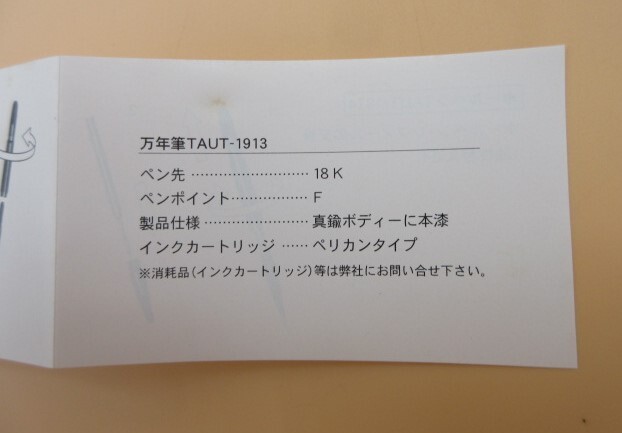 万年筆TAUT-1913
ペン先 ………………………… 18K
ペンポイント……………… F
製品仕様 …………………… 真鍮ボディーに本漆
インクカートリッジ …… ペリカンタイプ
※消耗品(インクカートリッジ)等は弊社にお問い合せ下さい。